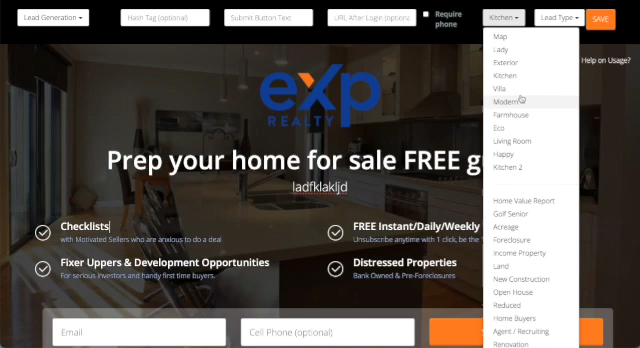 Lead Generation
Hash Tag (optional)
Submit Button Text
URL After Login (optiona
Require phone
Kitchen
Lead Type
SAVE
Help on Usage?
Map
Lady
Exterior
Kitchen
Villa
Modern
Farmhouse
Eco
Living Room
Happy
Kitchen 2
Home Value Report
Golf Senior
Acreage
Foreclosure
Income Property
Land
New Construction
Open House
Reduced
Home Buyers
Agent / Recruiting
Renovation
exp
REALTY
Prep your home for sale FREE g
ladfklakljd
Checklists
with Motivated Sellers who are anxious to do a deal
FREE Instant/Daily/Weekly
Unsubscribe anytime with 1 click, be the
Fixer Uppers & Development Opportunities
For serious investors and handy first time buyers.
Distressed Properties
Bank Owned & Pre-Foreclosures
Email
Cell Phone (optional)